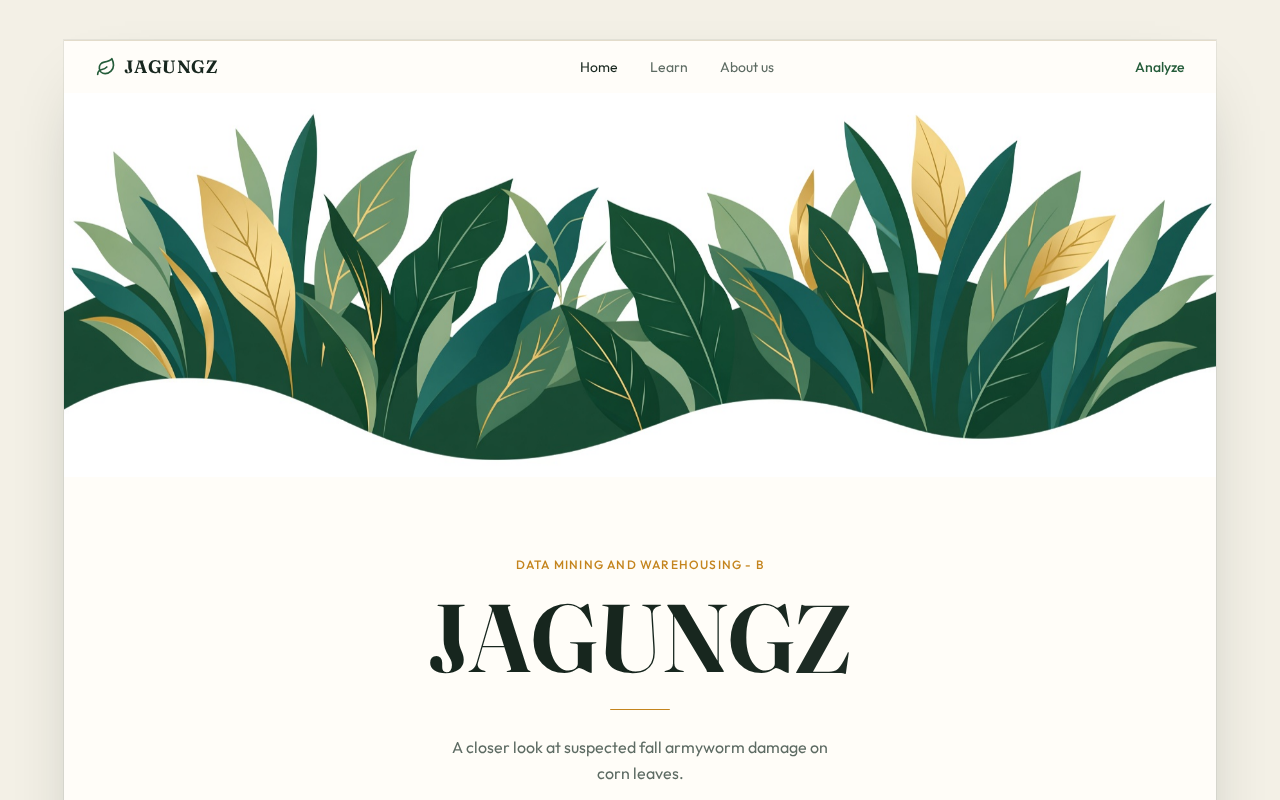 JAGUNGZ
Home
Learn
About us
Analyze
DATA MINING AND WAREHOUSING - B
JAGUNGZ
A closer look at suspected fall armyworm damage on
corn leaves.